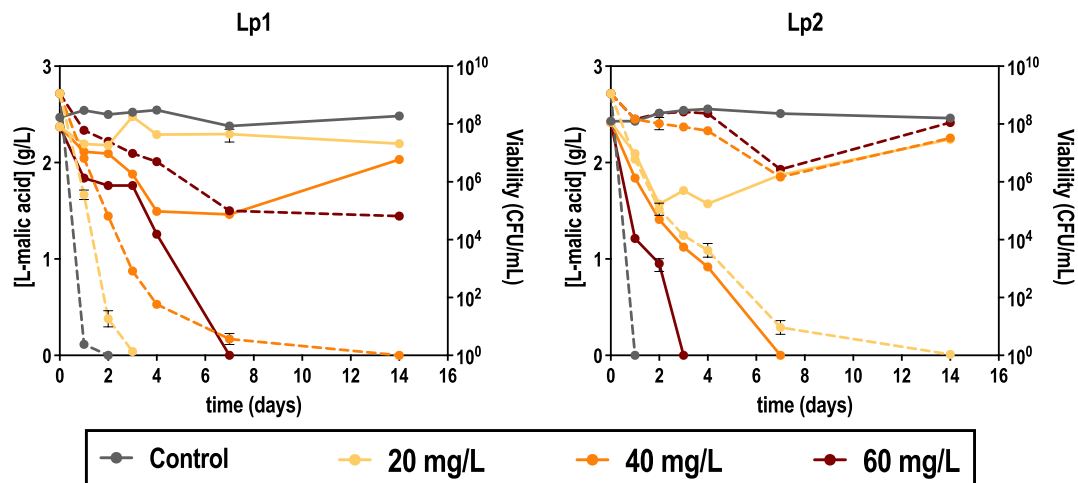 Lp1
Lp2
3
2
1
0
[L-malic acid] (g/L)
10^10
10^8
10^6
10^4
10^2
10^0
Viability (CFU/mL)
0 2 4 6 8 10 12 14 16
time (days)
3
2
1
0
[L-malic acid] (g/L)
10^10
10^8
10^6
10^4
10^2
10^0
Viability (CFU/mL)
0 2 4 6 8 10 12 14 16
time (days)
Control 20 mg/L 40 mg/L 60 mg/L